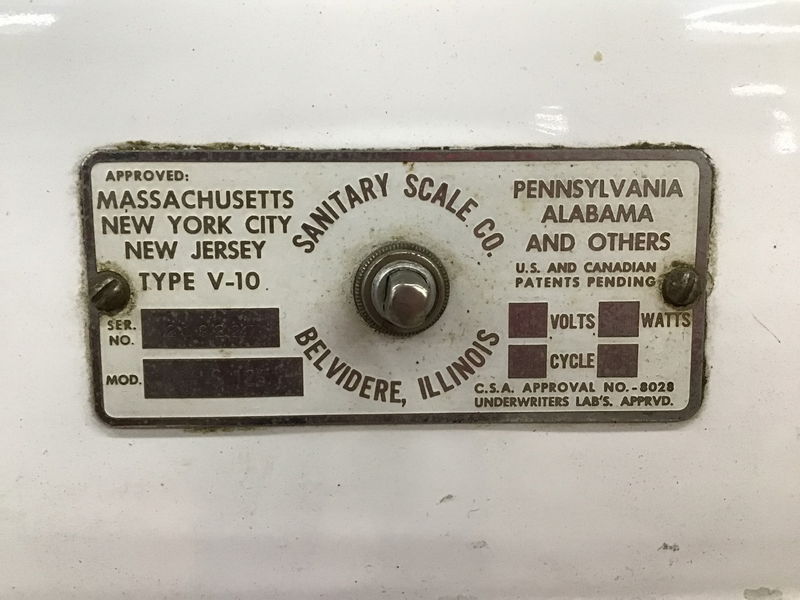 APPROVED:
MASSACHUSETTS
NEW YORK CITY
NEW JERSEY
TYPE V-10
SER.
NO.
MOD.
SANITARY SCALE CO.
BELVIDERE, ILLINOIS
PENNSYLVANIA
ALABAMA
AND OTHERS
U.S. AND CANADIAN
PATENTS PENDING
VOLTS WATTS
CYCLE
C.S.A. APPROVAL NO.-8028
UNDERWRITERS LAB'S. APPRVD.